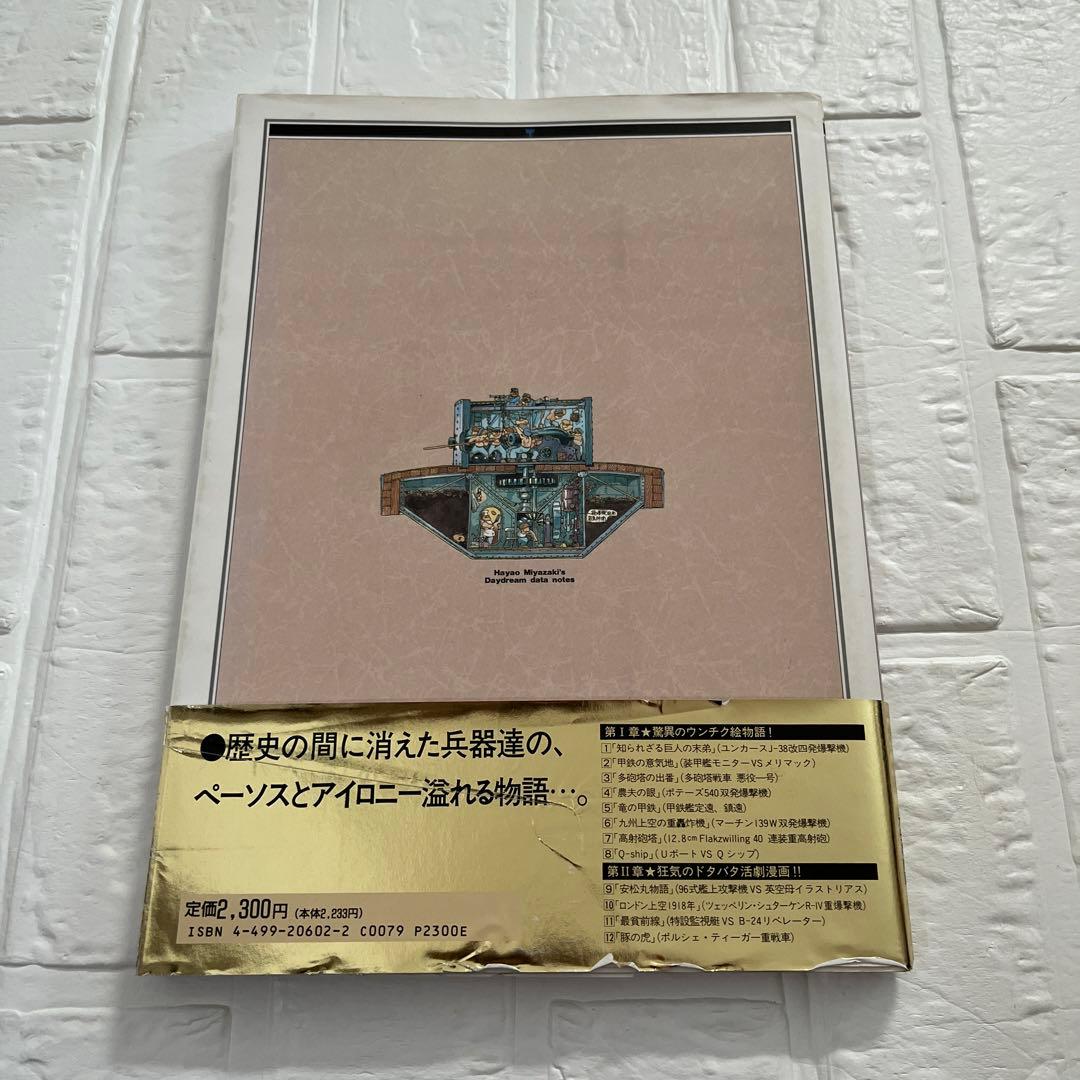 Hayao Miyazaki's
Daydream data notes
●歴史の間に消えた兵器達の、
ペーソスとアイロニー溢れる物語…。
定価2,300円 (本体2,233円)
ISBN 4-499-20602-2 C0079 P2300E
第Ⅰ章★驚異のウンチク絵物語！
1「知られざる巨人の末弟」(ユンカースJ-38改四発爆撃機)
2「甲鉄の意気地」(装甲艦モニターVSメリマック)
3「多砲塔の出番」(多砲塔戦車 悪役一号)
4「農夫の眼」(ポテーズ540双発爆撃機)
5「竜の甲鉄」(甲鉄艦定遠、鎮遠)
6「九州上空の重轟炸機」(マーチン139W双発爆撃機)
7「高射砲塔」(12.8cm Flakzwilling 40 連装重高射砲)
8「Q-ship」(UボートVS Qシップ)
第Ⅱ章★狂気のドタバタ活劇漫画!!
9「安松丸物語」(96式艦上攻撃機 VS 英空母イラストリアス)
10「ロンドン上空1918年」(ツェッペリン・シュターケンR-Ⅳ重爆撃機)
11「最貧前線」(特設監視艇 VS B-24リベレーター)
12「豚の虎」(ポルシェ・ティーガー重戦車)